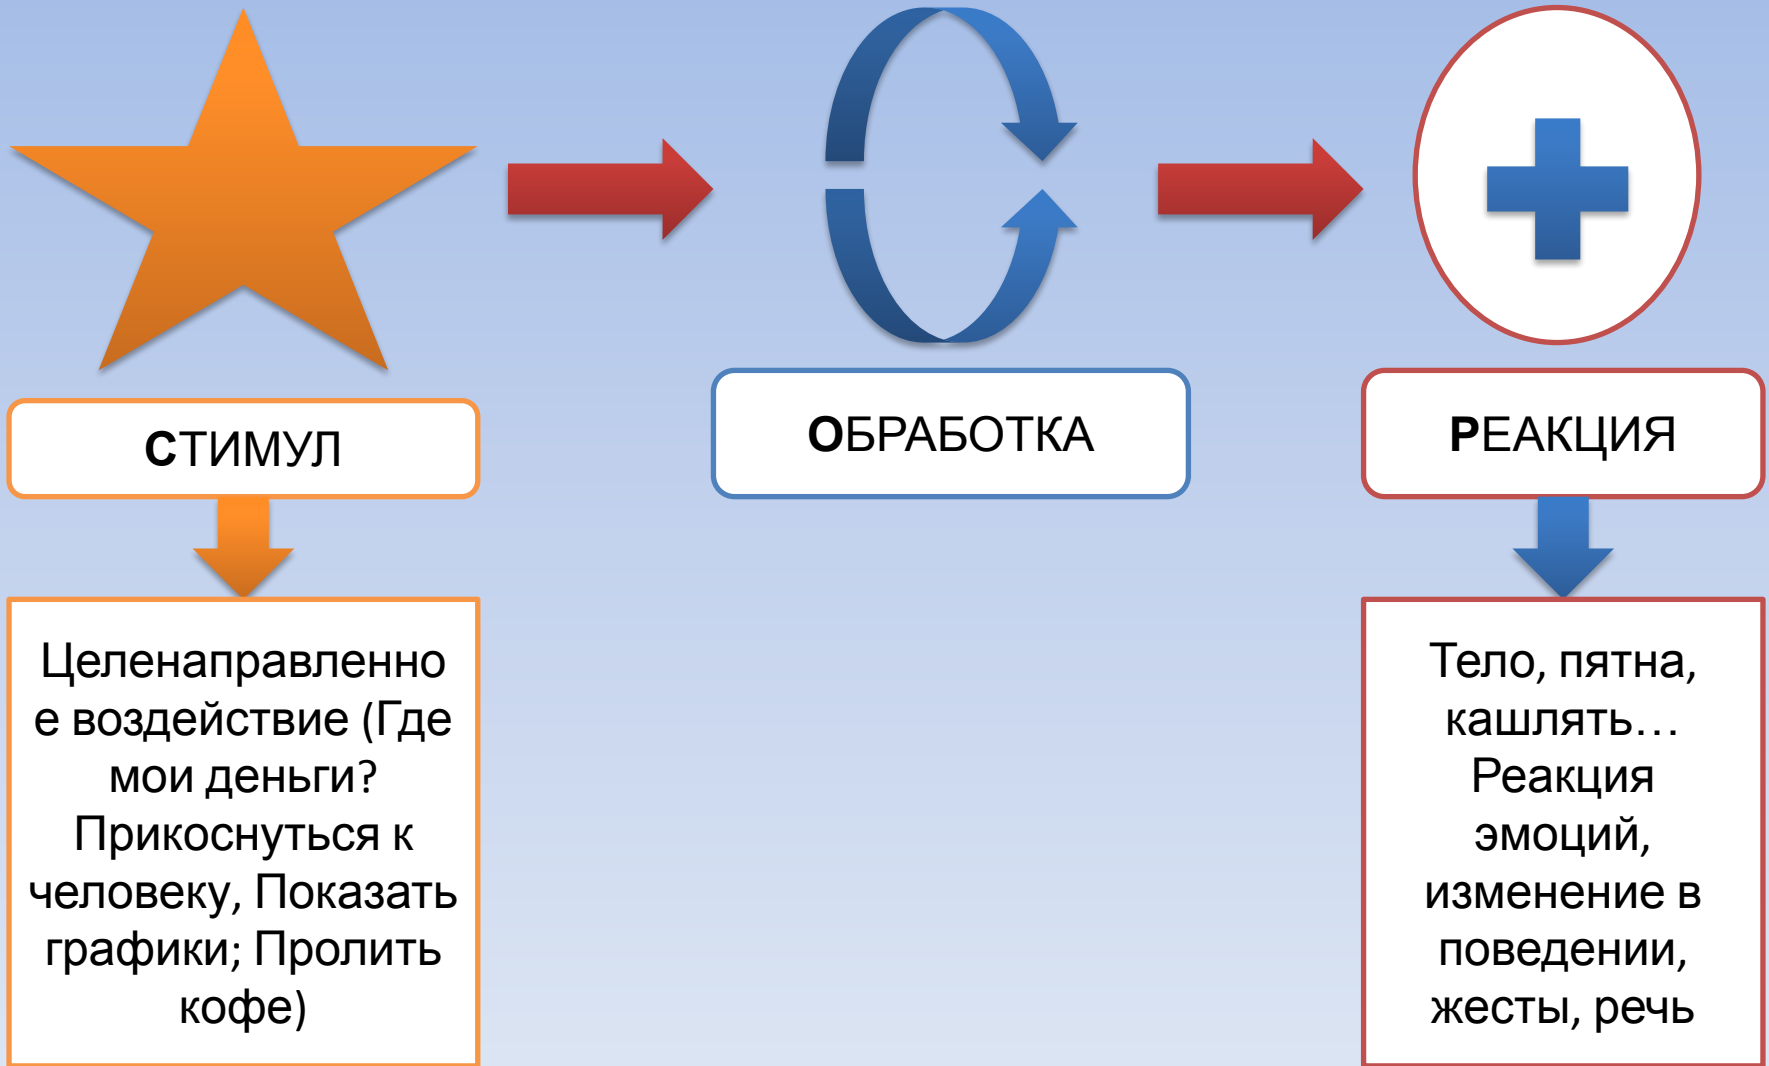 СТИМУЛ
ОБРАБОТКА
РЕАКЦИЯ
Целенаправленно
е воздействие (Где
мои деньги?
Прикоснуться к
человеку, Показать
графики; Пролить
кофе)
Тело, пятна,
кашлять…
Реакция
эмоций,
изменение в
поведении,
жесты, речь